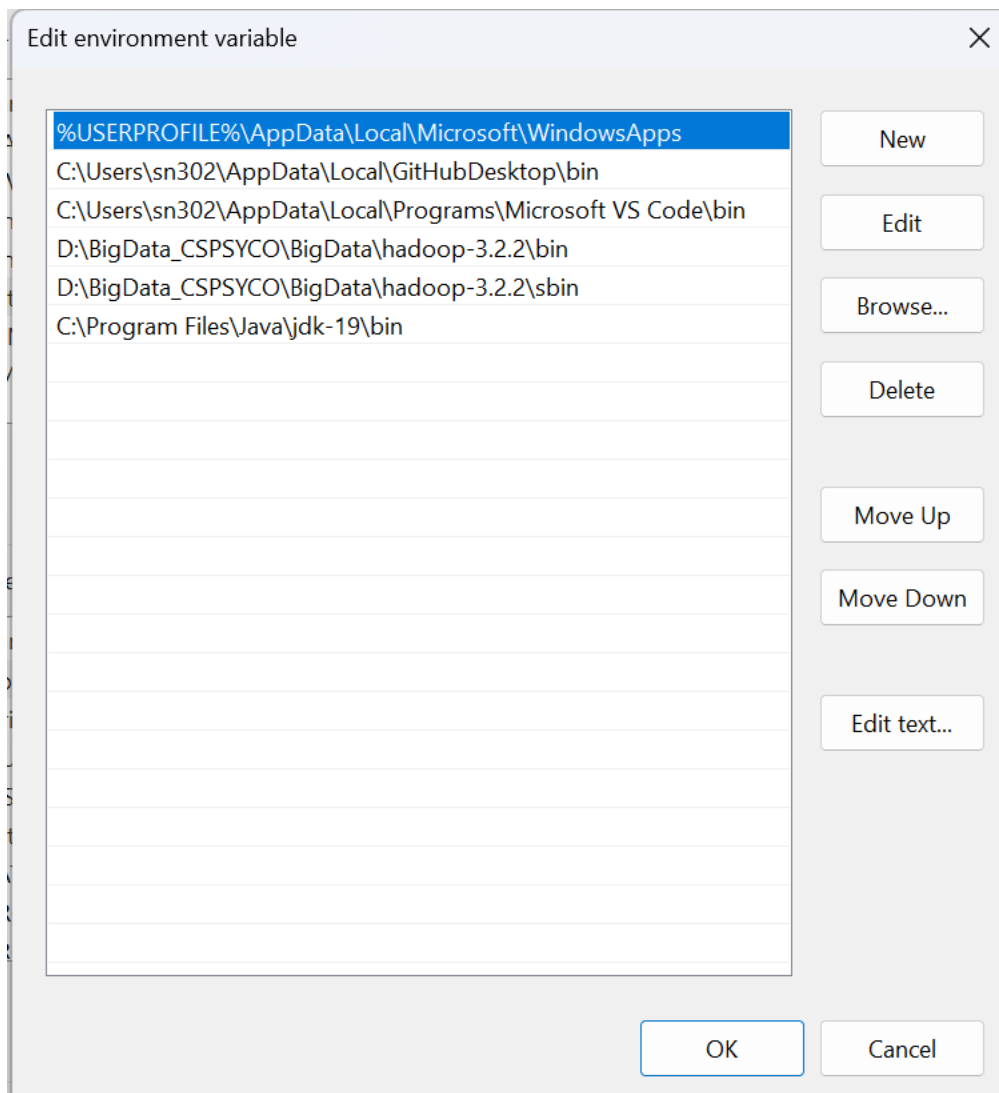 Edit environment variable
%USERPROFILE%\AppData\Local\Microsoft\WindowsApps
C:\Users\sn302\AppData\Local\GitHubDesktop\bin
C:\Users\sn302\AppData\Local\Programs\Microsoft VS Code\bin
D:\BigData_CSPSYCO\BigData\hadoop-3.2.2\bin
D:\BigData_CSPSYCO\BigData\hadoop-3.2.2\sbin
C:\Program Files\Java\jdk-19\bin
New
Edit
Browse...
Delete
Move Up
Move Down
Edit text...
OK
Cancel